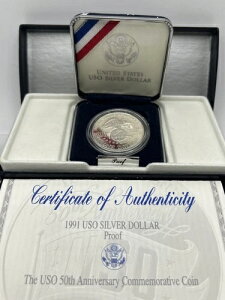 UNITED STATES
USO SILVER DOLLAR
Proof
Certificate of Authenticity
1991 USO SILVER DOLLAR
Proof
The USO 50th Anniversary Commemorative Coin